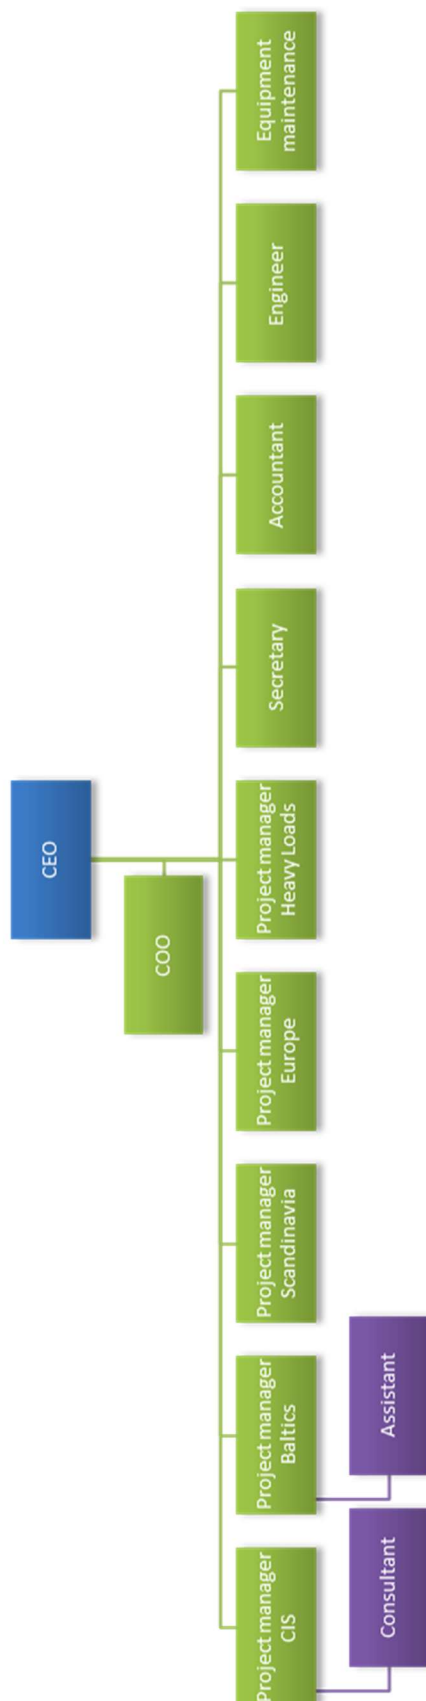 CEO
COO
Project manager
CIS
Project manager
Baltics
Project manager
Scandinavia
Project manager
Europe
Project manager
Heavy Loads
Secretary
Accountant
Engineer
Equipment
maintenance
Consultant
Assistant